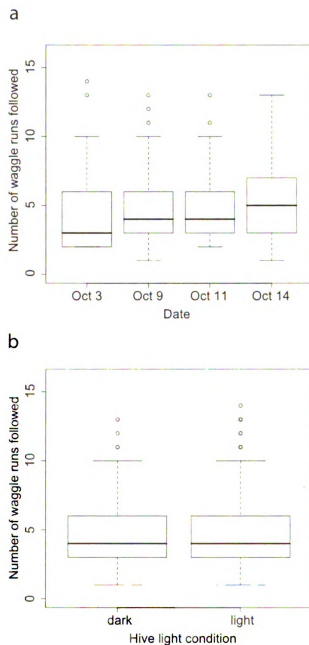 a
Number of waggle runs followed
15
10
5
0
Oct 3 Oct 9 Oct 11 Oct 14
Date
b
Number of waggle runs followed
15
10
5
0
dark light
Hive light condition